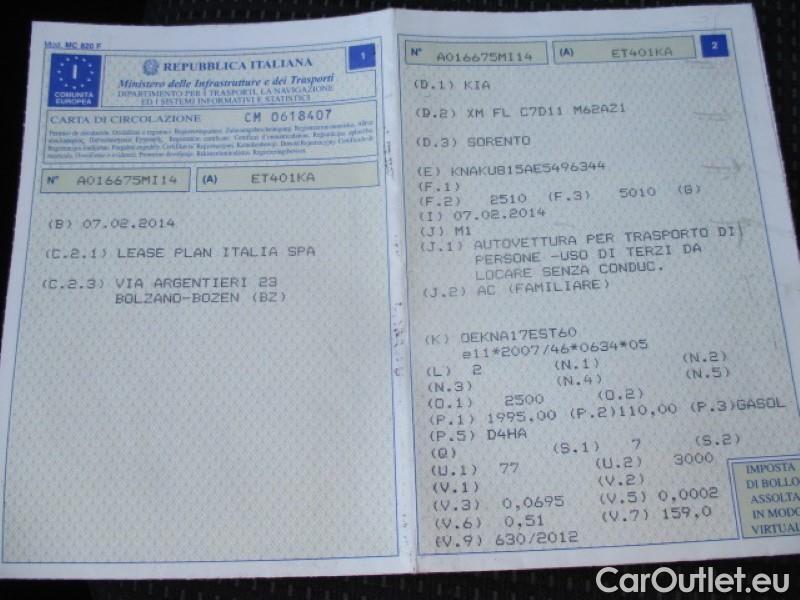 Mod. MC 820 F
1
I
COMUNITÀ
EUROPEA
REPUBBLICA ITALIANA
Ministero delle Infrastrutture e dei Trasporti
DIPARTIMENTO PER I TRASPORTI, LA NAVIGAZIONE
ED I SISTEMI INFORMATIVI E STATISTICI
CARTA DI CIRCOLAZIONE CM 0618407
N° A016675MI14 (A) ET401KA
(B) 07.02.2014
(C.2.1) LEASE PLAN ITALIA SPA
(C.2.3) VIA ARGENTIERI 23
BOLZANO-BOZEN (BZ)
N° A016675MI14 (A) ET401KA 2
(D.1) KIA
(D.2) XM FL C7D11 M62AZ1
(D.3) SORENTO
(E) KNAKU815AE5496344
(F.1)
(F.2) 2510 (F.3) 5010 (G)
(I) 07.02.2014
(J) M1
(J.1) AUTOVETTURA PER TRASPORTO DI
PERSONE -USO DI TERZI DA
LOCARE SENZA CONDUC.
(J.2) AC (FAMILIARE)
(K) OEKNA17EST60
e11*2007/46*0634*05
(L) 2 (N.1) (N.2)
(N.3) (N.4) (N.5)
(O.1) 2500 (O.2)
(P.1) 1995,00 (P.2)110,00 (P.3)GASOL
(P.5) D4HA
(Q) (S.1) 7 (S.2)
(U.1) 77 (U.2) 3000
(V.1) (V.2)
(V.3) 0,0695 (V.5) 0,0002
(V.6) 0,51 (V.7) 159,0
(V.9) 630/2012
IMPOSTA
DI BOLLO
ASSOLTA
IN MODO
VIRTUAL
CarOutlet.eu